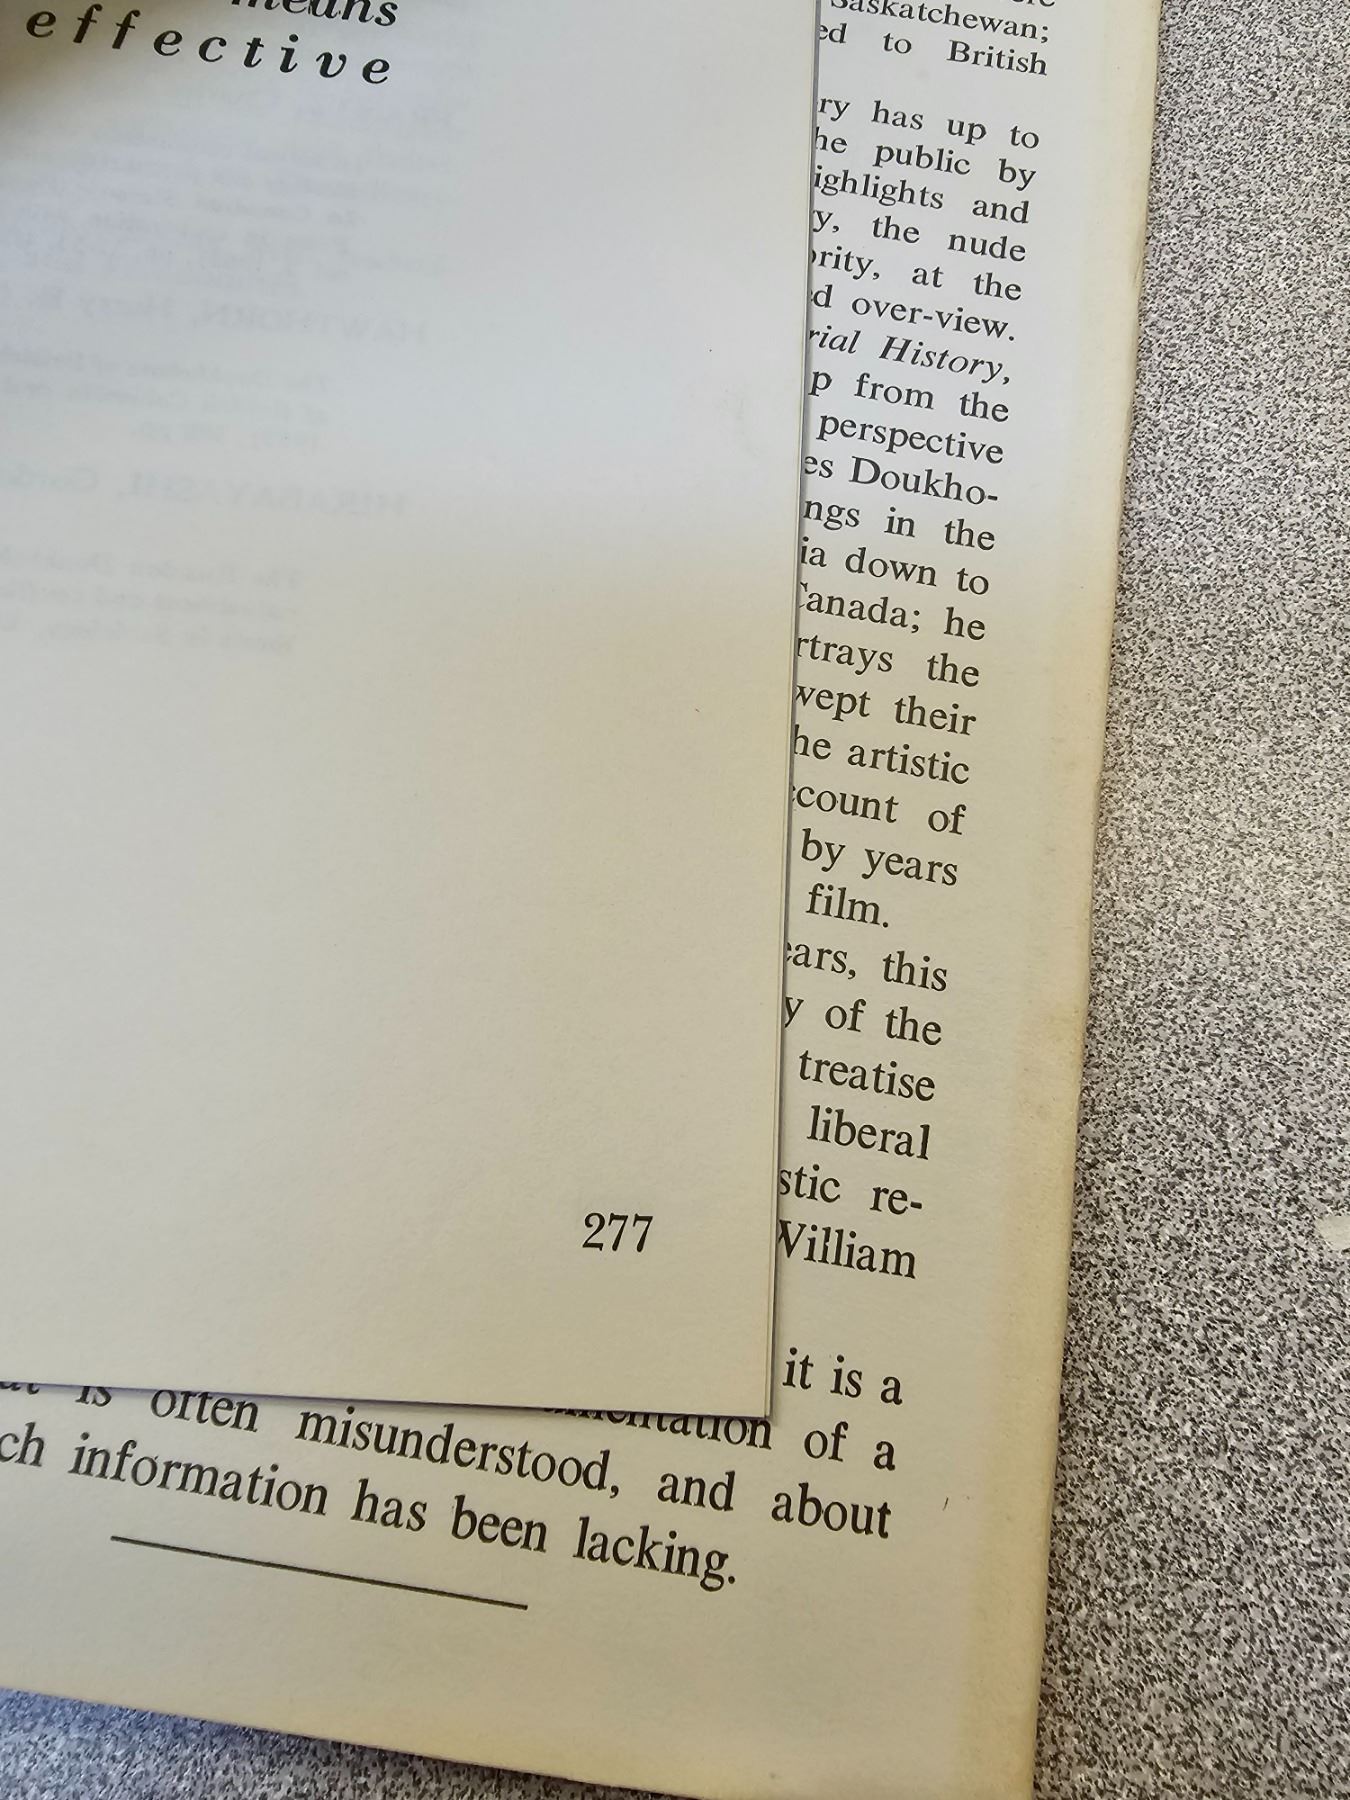 means
effective
277
Saskatchewan;
ed to British
ry has up to
he public by
ighlights and
y, the nude
ority, at the
d over-view.
rial History,
p from the
perspective
es Doukho-
ngs in the
ia down to
Canada; he
rtrays the
wept their
he artistic
ccount of
by years
film.
ears, this
y of the
treatise
liberal
stic re-
William
it is a
mentation of a
is often misunderstood, and about
ch information has been lacking.